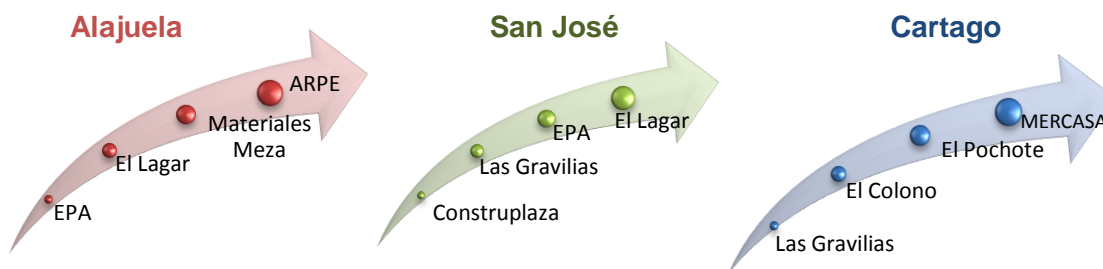 Alajuela
ARPE
Materiales
Meza
El Lagar
EPA
San José
El Lagar
EPA
Las Gravilias
Construplaza
Cartago
MERCASA
El Pochote
El Colono
Las Gravilias